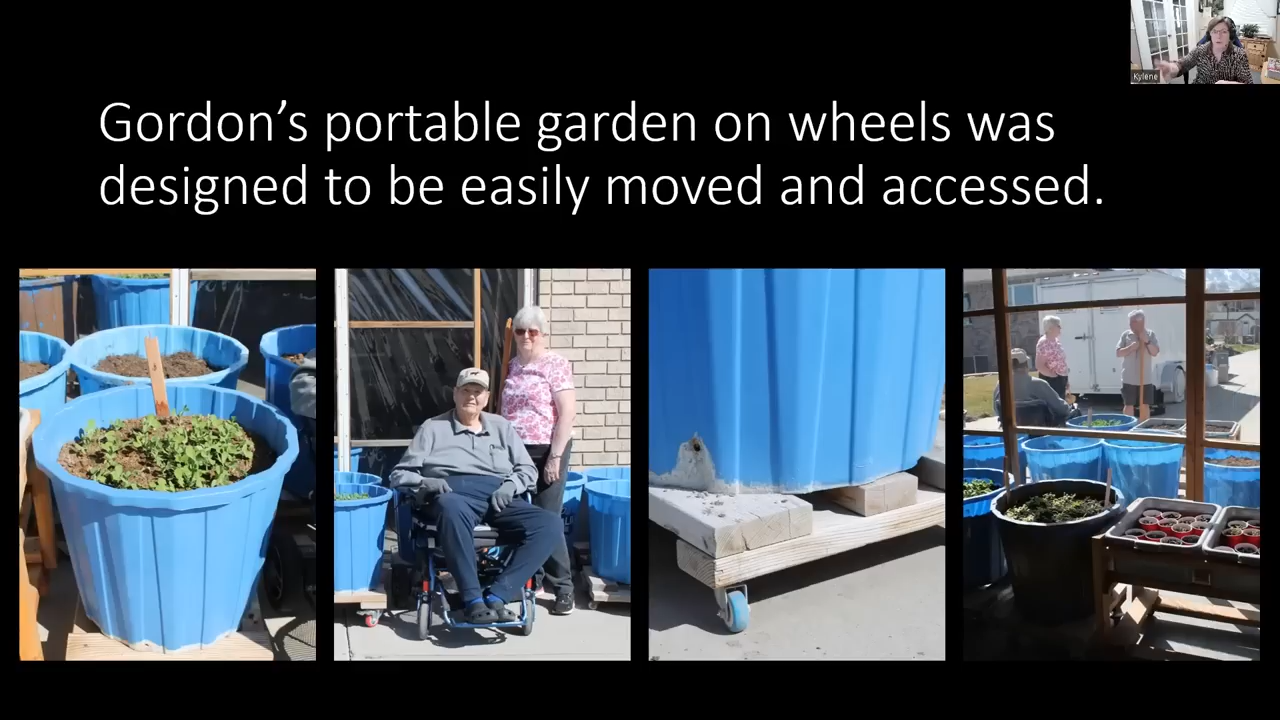 Kylene
Gordon’s portable garden on wheels was
designed to be easily moved and accessed.